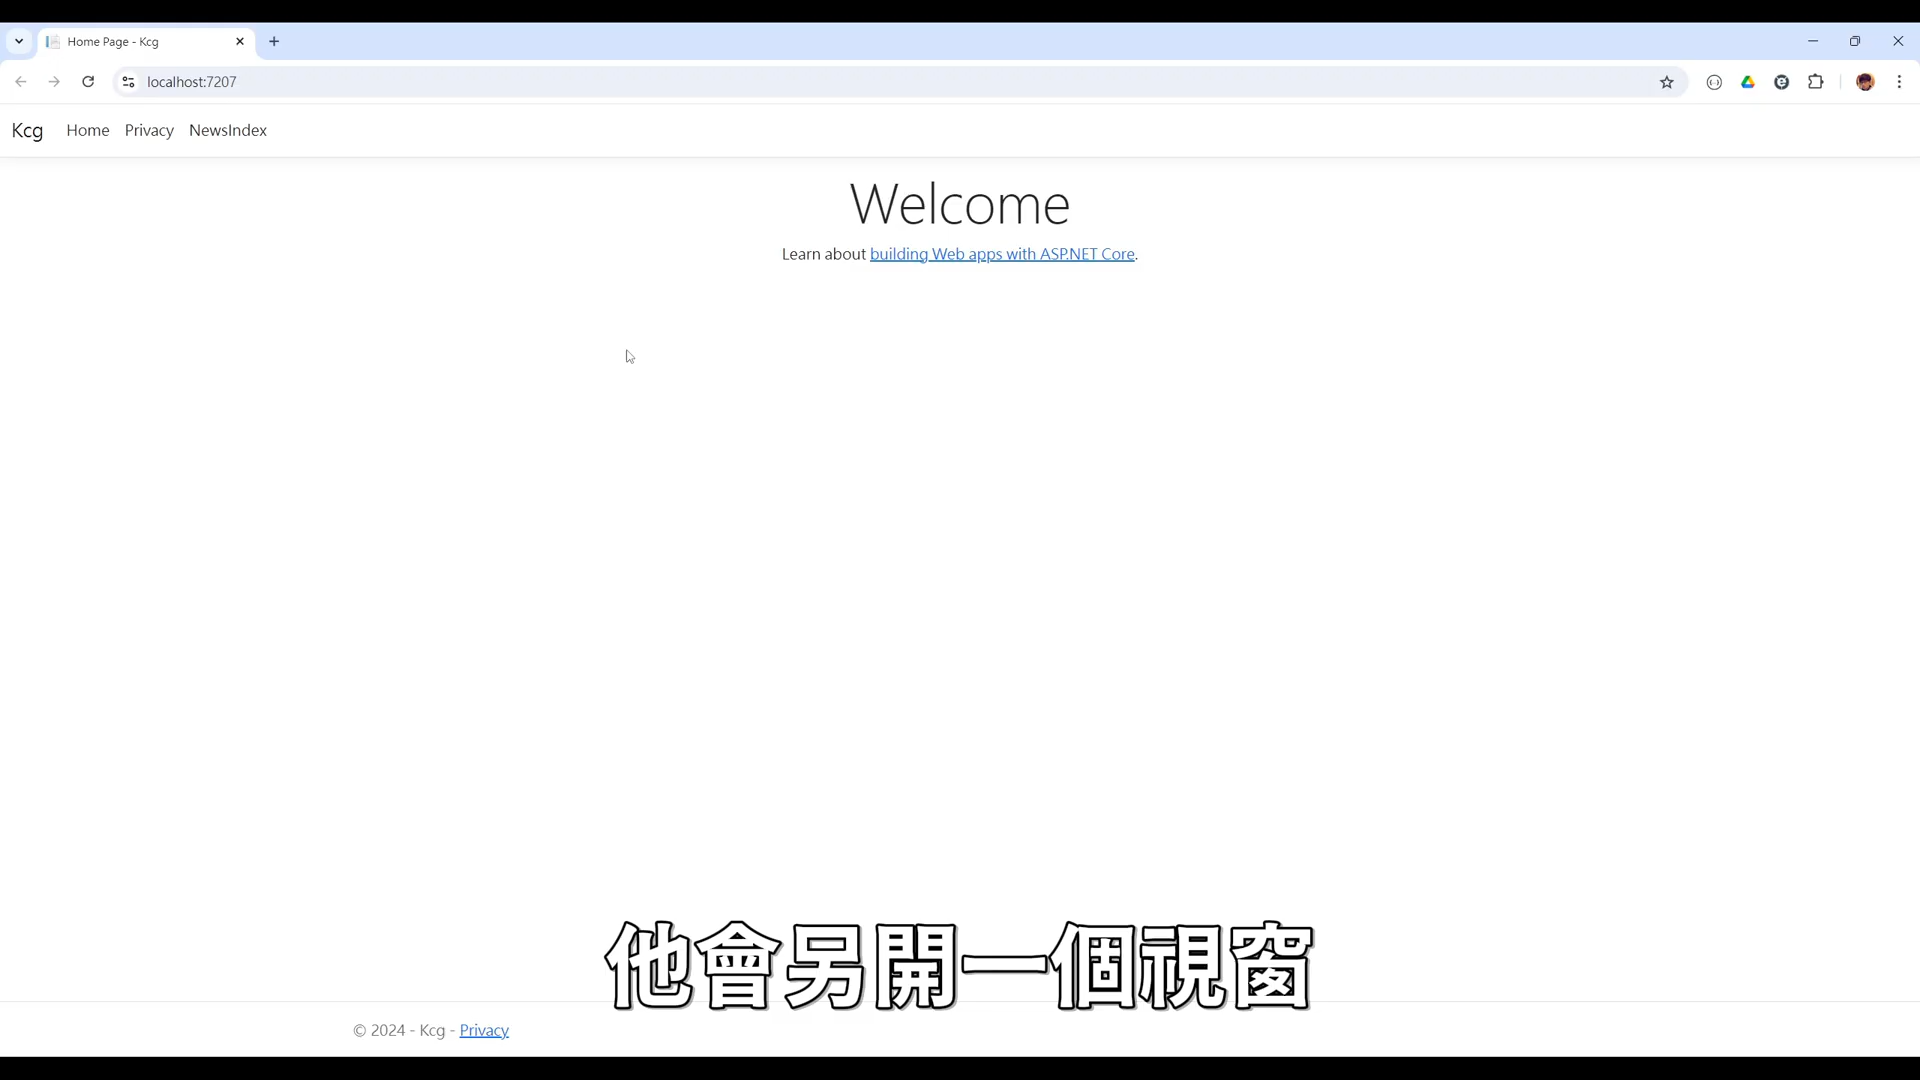 Home Page - Kcg
localhost:7207
Kcg Home Privacy NewsIndex
Welcome
Learn about building Web apps with ASP.NET Core.
他會另開一個視窗
© 2024 - Kcg - Privacy